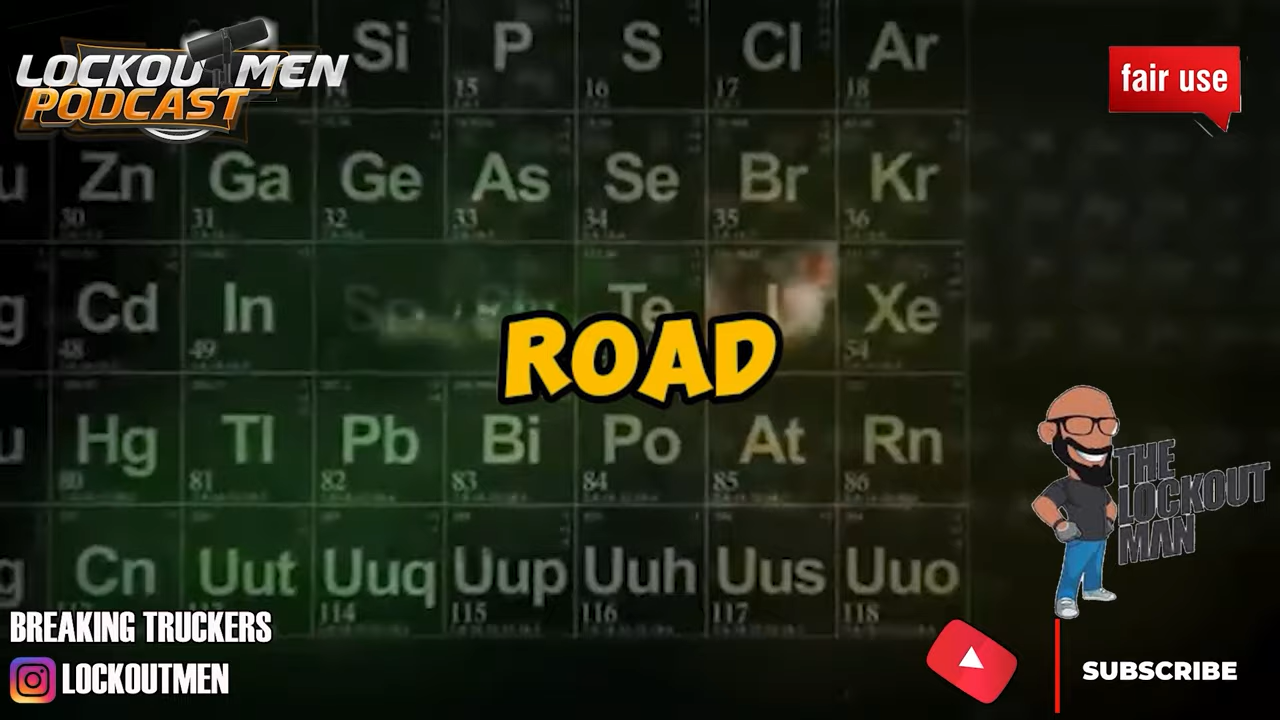 LOCKOUTMEN
PODCAST
fair use
Si P S Cl Ar
15 16 17 18
Zn Ga Ge As Se Br Kr
30 31 32 33 34 35 36
Cd In Te I Xe
48 49 54
ROAD
Hg Tl Pb Bi Po At Rn
80 81 82 83 84 85 86
THE
LOCKOUT
MAN
Cn Uut Uuq Uup Uuh Uus Uuo
114 115 116 117 118
BREAKING TRUCKERS
LOCKOUTMEN
SUBSCRIBE